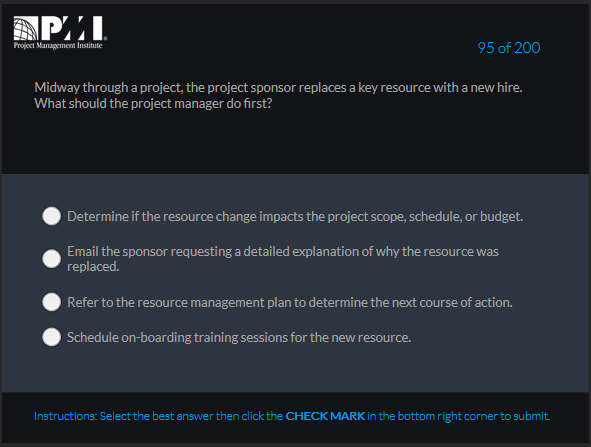 PMI
Project Management Institute
95 of 200
Midway through a project, the project sponsor replaces a key resource with a new hire.
What should the project manager do first?
Determine if the resource change impacts the project scope, schedule, or budget.
Email the sponsor requesting a detailed explanation of why the resource was
replaced.
Refer to the resource management plan to determine the next course of action.
Schedule on-boarding training sessions for the new resource.
Instructions: Select the best answer then click the CHECK MARK in the bottom right corner to submit.